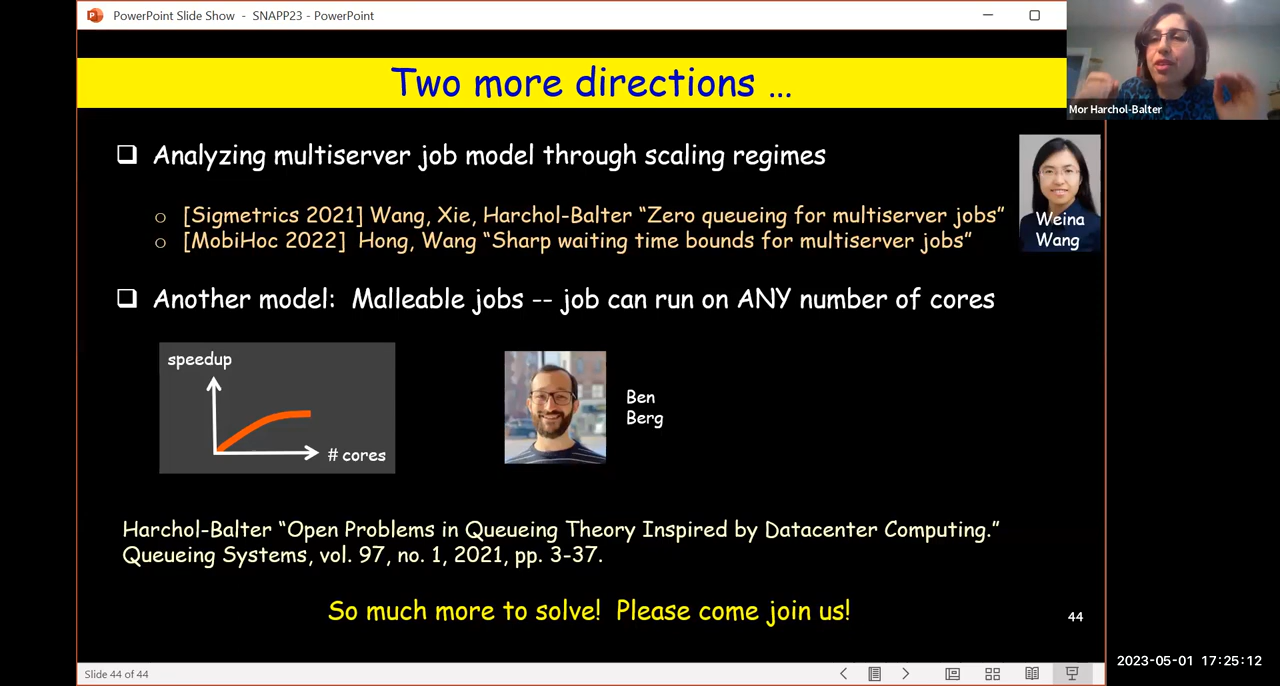 PowerPoint Slide Show - SNAPP23 - PowerPoint
Two more directions ...
Mor Harchol-Balter
❑ Analyzing multiserver job model through scaling regimes
o [Sigmetrics 2021] Wang, Xie, Harchol-Balter “Zero queueing for multiserver jobs”
o [MobiHoc 2022] Hong, Wang “Sharp waiting time bounds for multiserver jobs”
Weina
Wang
❑ Another model: Malleable jobs -- job can run on ANY number of cores
speedup
# cores
Ben
Berg
Harchol-Balter “Open Problems in Queueing Theory Inspired by Datacenter Computing.”
Queueing Systems, vol. 97, no. 1, 2021, pp. 3-37.
So much more to solve! Please come join us!
44
2023-05-01 17:25:12
Slide 44 of 44